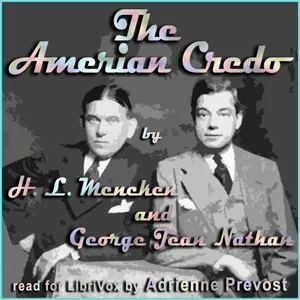 The
Amerian Credo
by
H. L. Mencken
and
George Jean Nathan
read for LibriVox by Adrienne Prevost